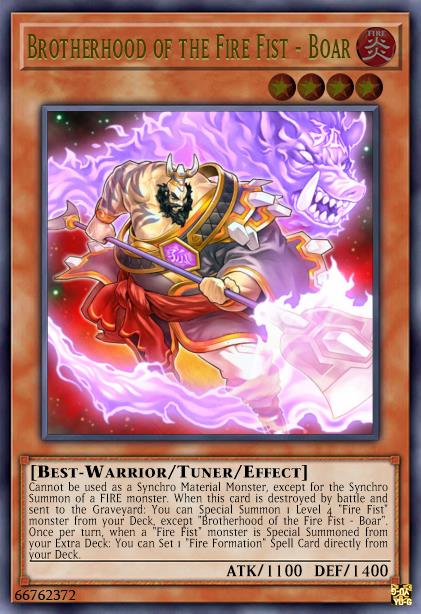 Brotherhood of the Fire Fist - Boar
FIRE
炎
[Best-Warrior/Tuner/Effect]
Cannot be used as a Synchro Material Monster, except for the Synchro
Summon of a FIRE monster. When this card is destroyed by battle and
sent to the Graveyard: You can Special Summon 1 Level 4 "Fire Fist"
monster from your Deck, except "Brotherhood of the Fire Fist - Boar".
Once per turn, when a "Fire Fist" monster is Special Summoned from
your Extra Deck: You can Set 1 "Fire Formation" Spell Card directly from
your Deck.
ATK/1100 DEF/1400
66762372